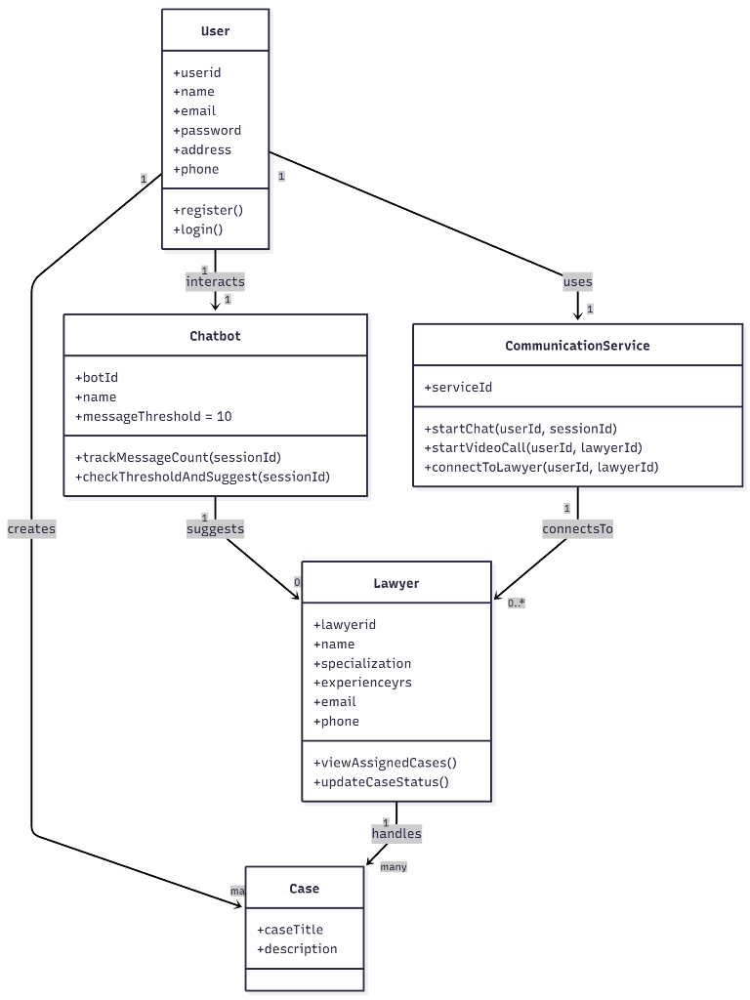 User
+userid
+name
+email
+password
+address
+phone
+register()
+login()
1
1
1
interacts
1
uses
1
Chatbot
+botId
+name
+messageThreshold = 10
+trackMessageCount(sessionId)
+checkThresholdAndSuggest(sessionId)
CommunicationService
+serviceId
+startChat(userId, sessionId)
+startVideoCall(userId, lawyerId)
+connectToLawyer(userId, lawyerId)
creates
1
suggests
1
connectsTo
0
0..*
Lawyer
+lawyerid
+name
+specialization
+experienceyrs
+email
+phone
+viewAssignedCases()
+updateCaseStatus()
1
handles
many
ma
Case
+caseTitle
+description